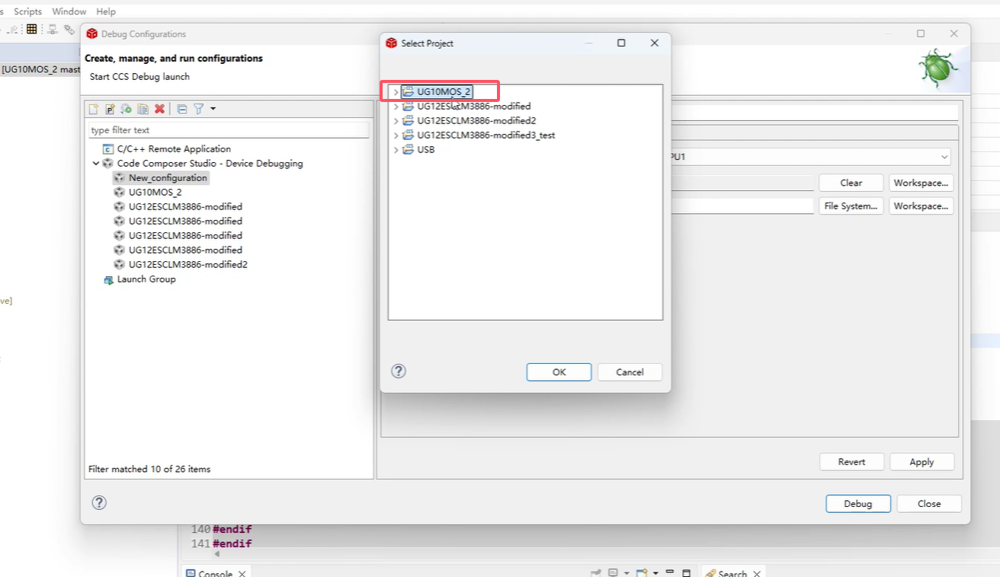 s Scripts Window Help
Debug Configurations
[UG10MOS_2 mast
Create, manage, and run configurations
Start CCS Debug launch
type filter text
C/C++ Remote Application
Code Composer Studio - Device Debugging
New_configuration
UG10MOS_2
UG12ESCLM3886-modified
UG12ESCLM3886-modified
UG12ESCLM3886-modified
UG12ESCLM3886-modified
UG12ESCLM3886-modified2
Launch Group
Filter matched 10 of 26 items
Select Project
UG10MOS_2
UG12ESCLM3886-modified
UG12ESCLM3886-modified2
UG12ESCLM3886-modified3_test
USB
OK Cancel
PU1
Clear Workspace...
File System... Workspace...
Revert Apply
Debug Close
ve]
140 #endif
141 #endif
Console
Search